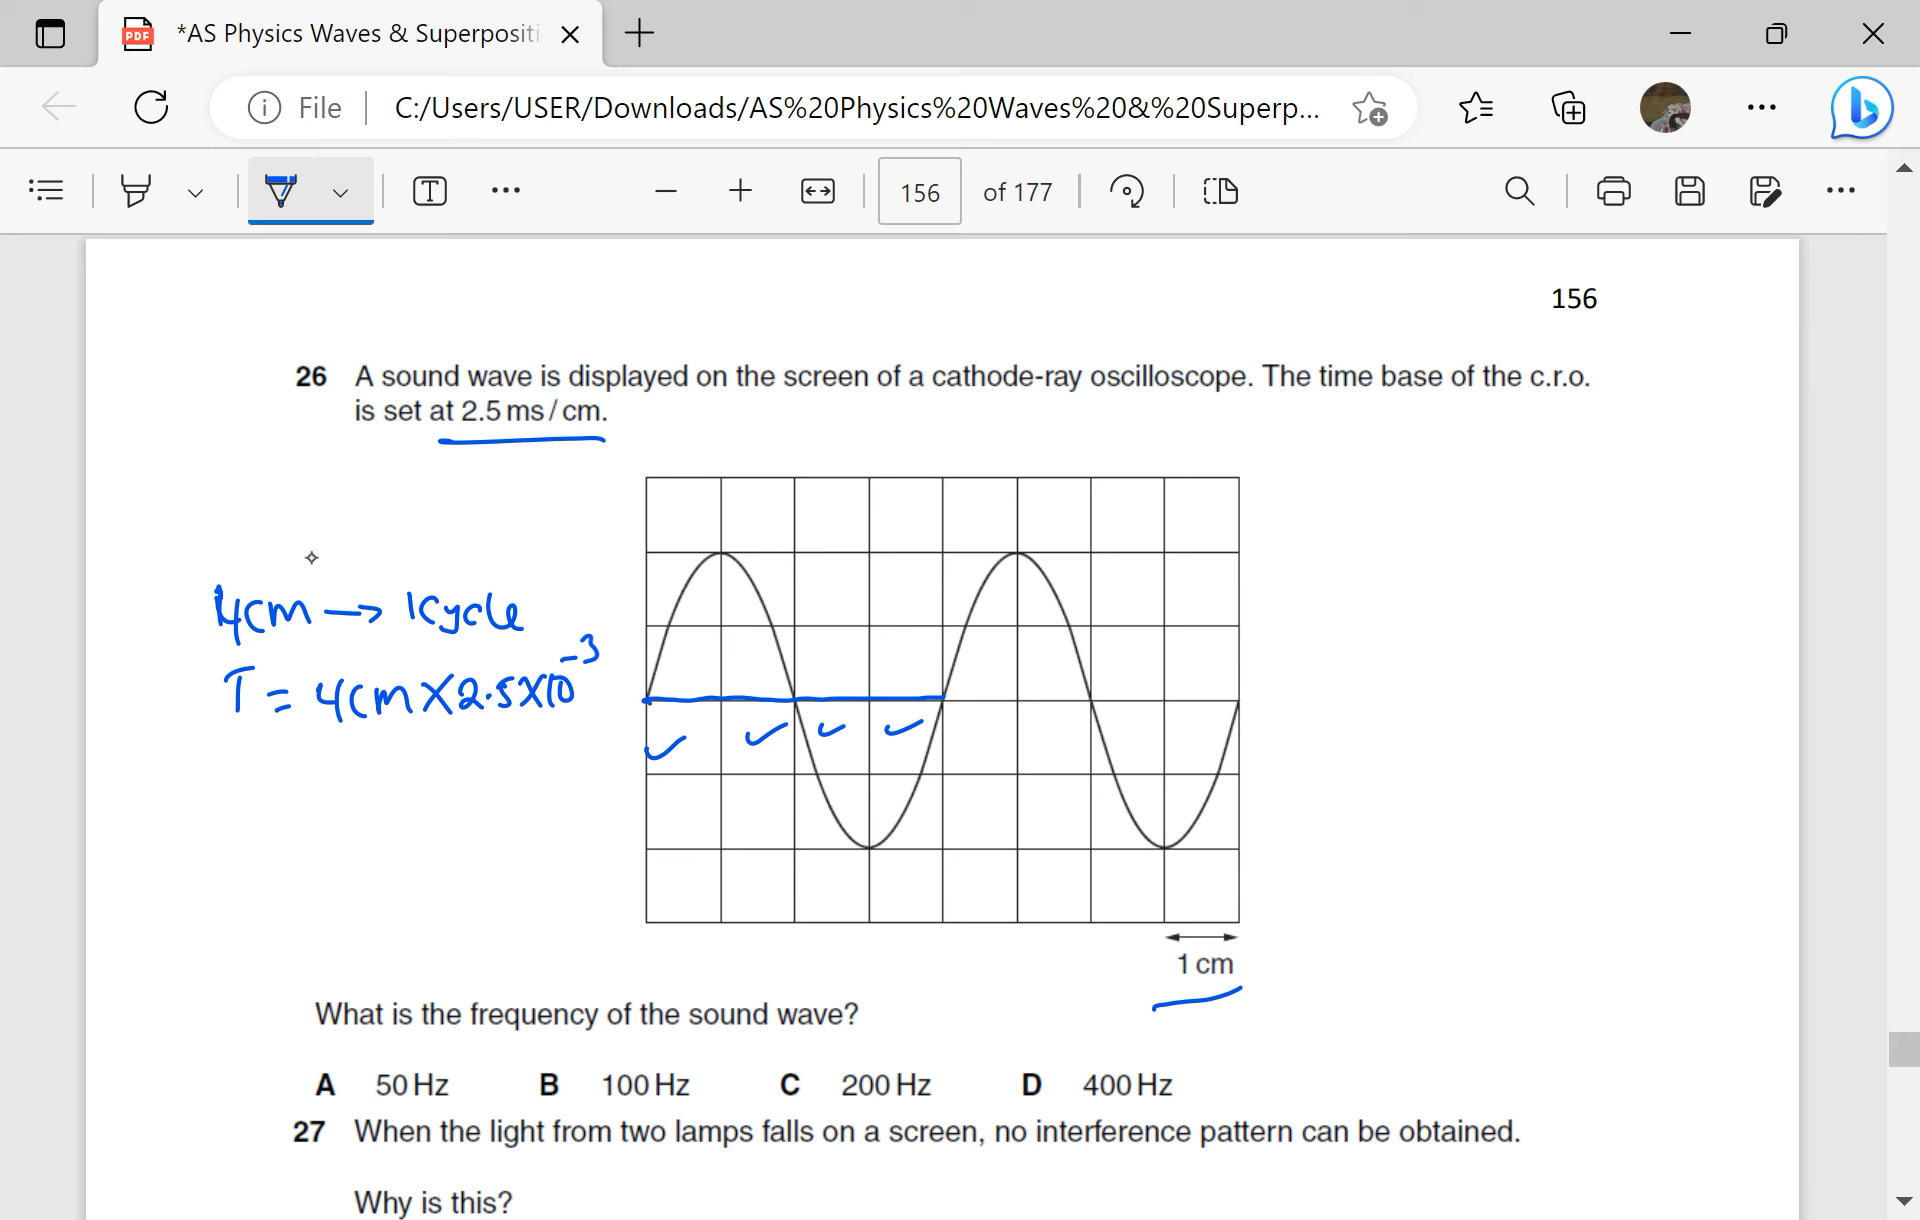 *AS Physics Waves & Superpositi
File
C:/Users/USER/Downloads/AS%20Physics%20Waves%20&%20Superp...
156 of 177
156
26 A sound wave is displayed on the screen of a cathode-ray oscilloscope. The time base of the c.r.o.
is set at 2.5 ms / cm.
4cm → 1cycle
T = 4cm × 2.5×10⁻³
1 cm
What is the frequency of the sound wave?
A 50 Hz B 100 Hz C 200 Hz D 400 Hz
27 When the light from two lamps falls on a screen, no interference pattern can be obtained.
Why is this?